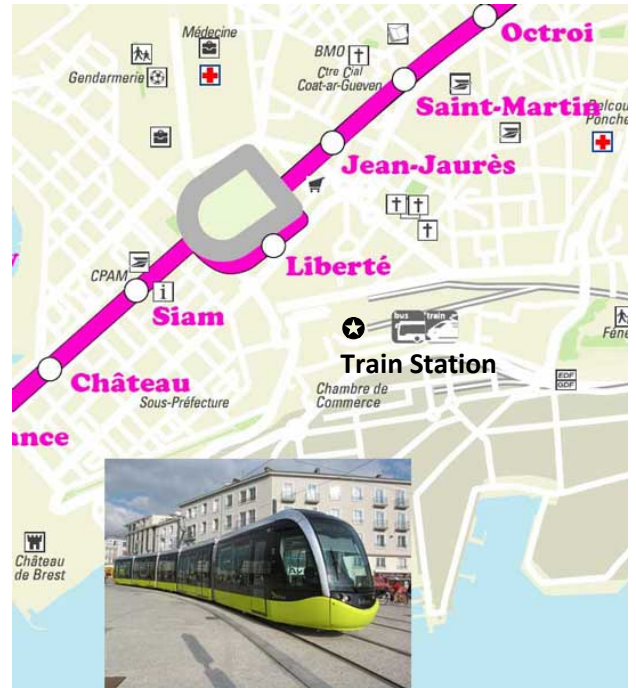 Octroi
Médecine
BMO
Ctre Cial
Coat-ar-Gueven
Gendarmerie
Saint-Martin
Jean-Jaurès
Liberté
CPAM
i
Siam
bus train
Train Station
Château
Sous-Préfecture
Chambre de
Commerce
EDF
GDF
Château
de Brest